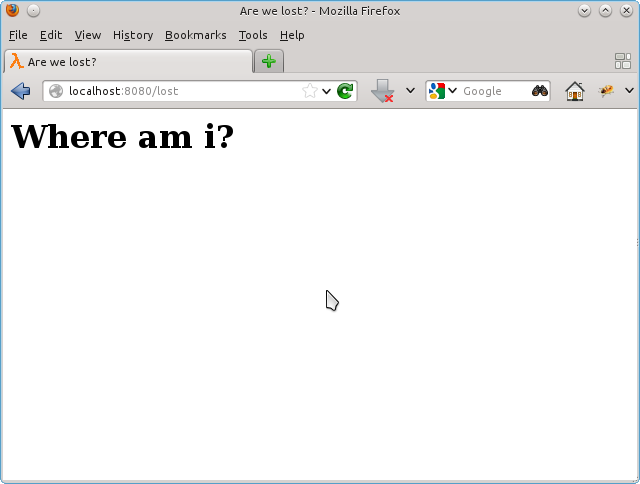 Are we lost? - Mozilla Firefox
File Edit View History Bookmarks Tools Help
Are we lost?
localhost:8080/lost Google
Where am i?